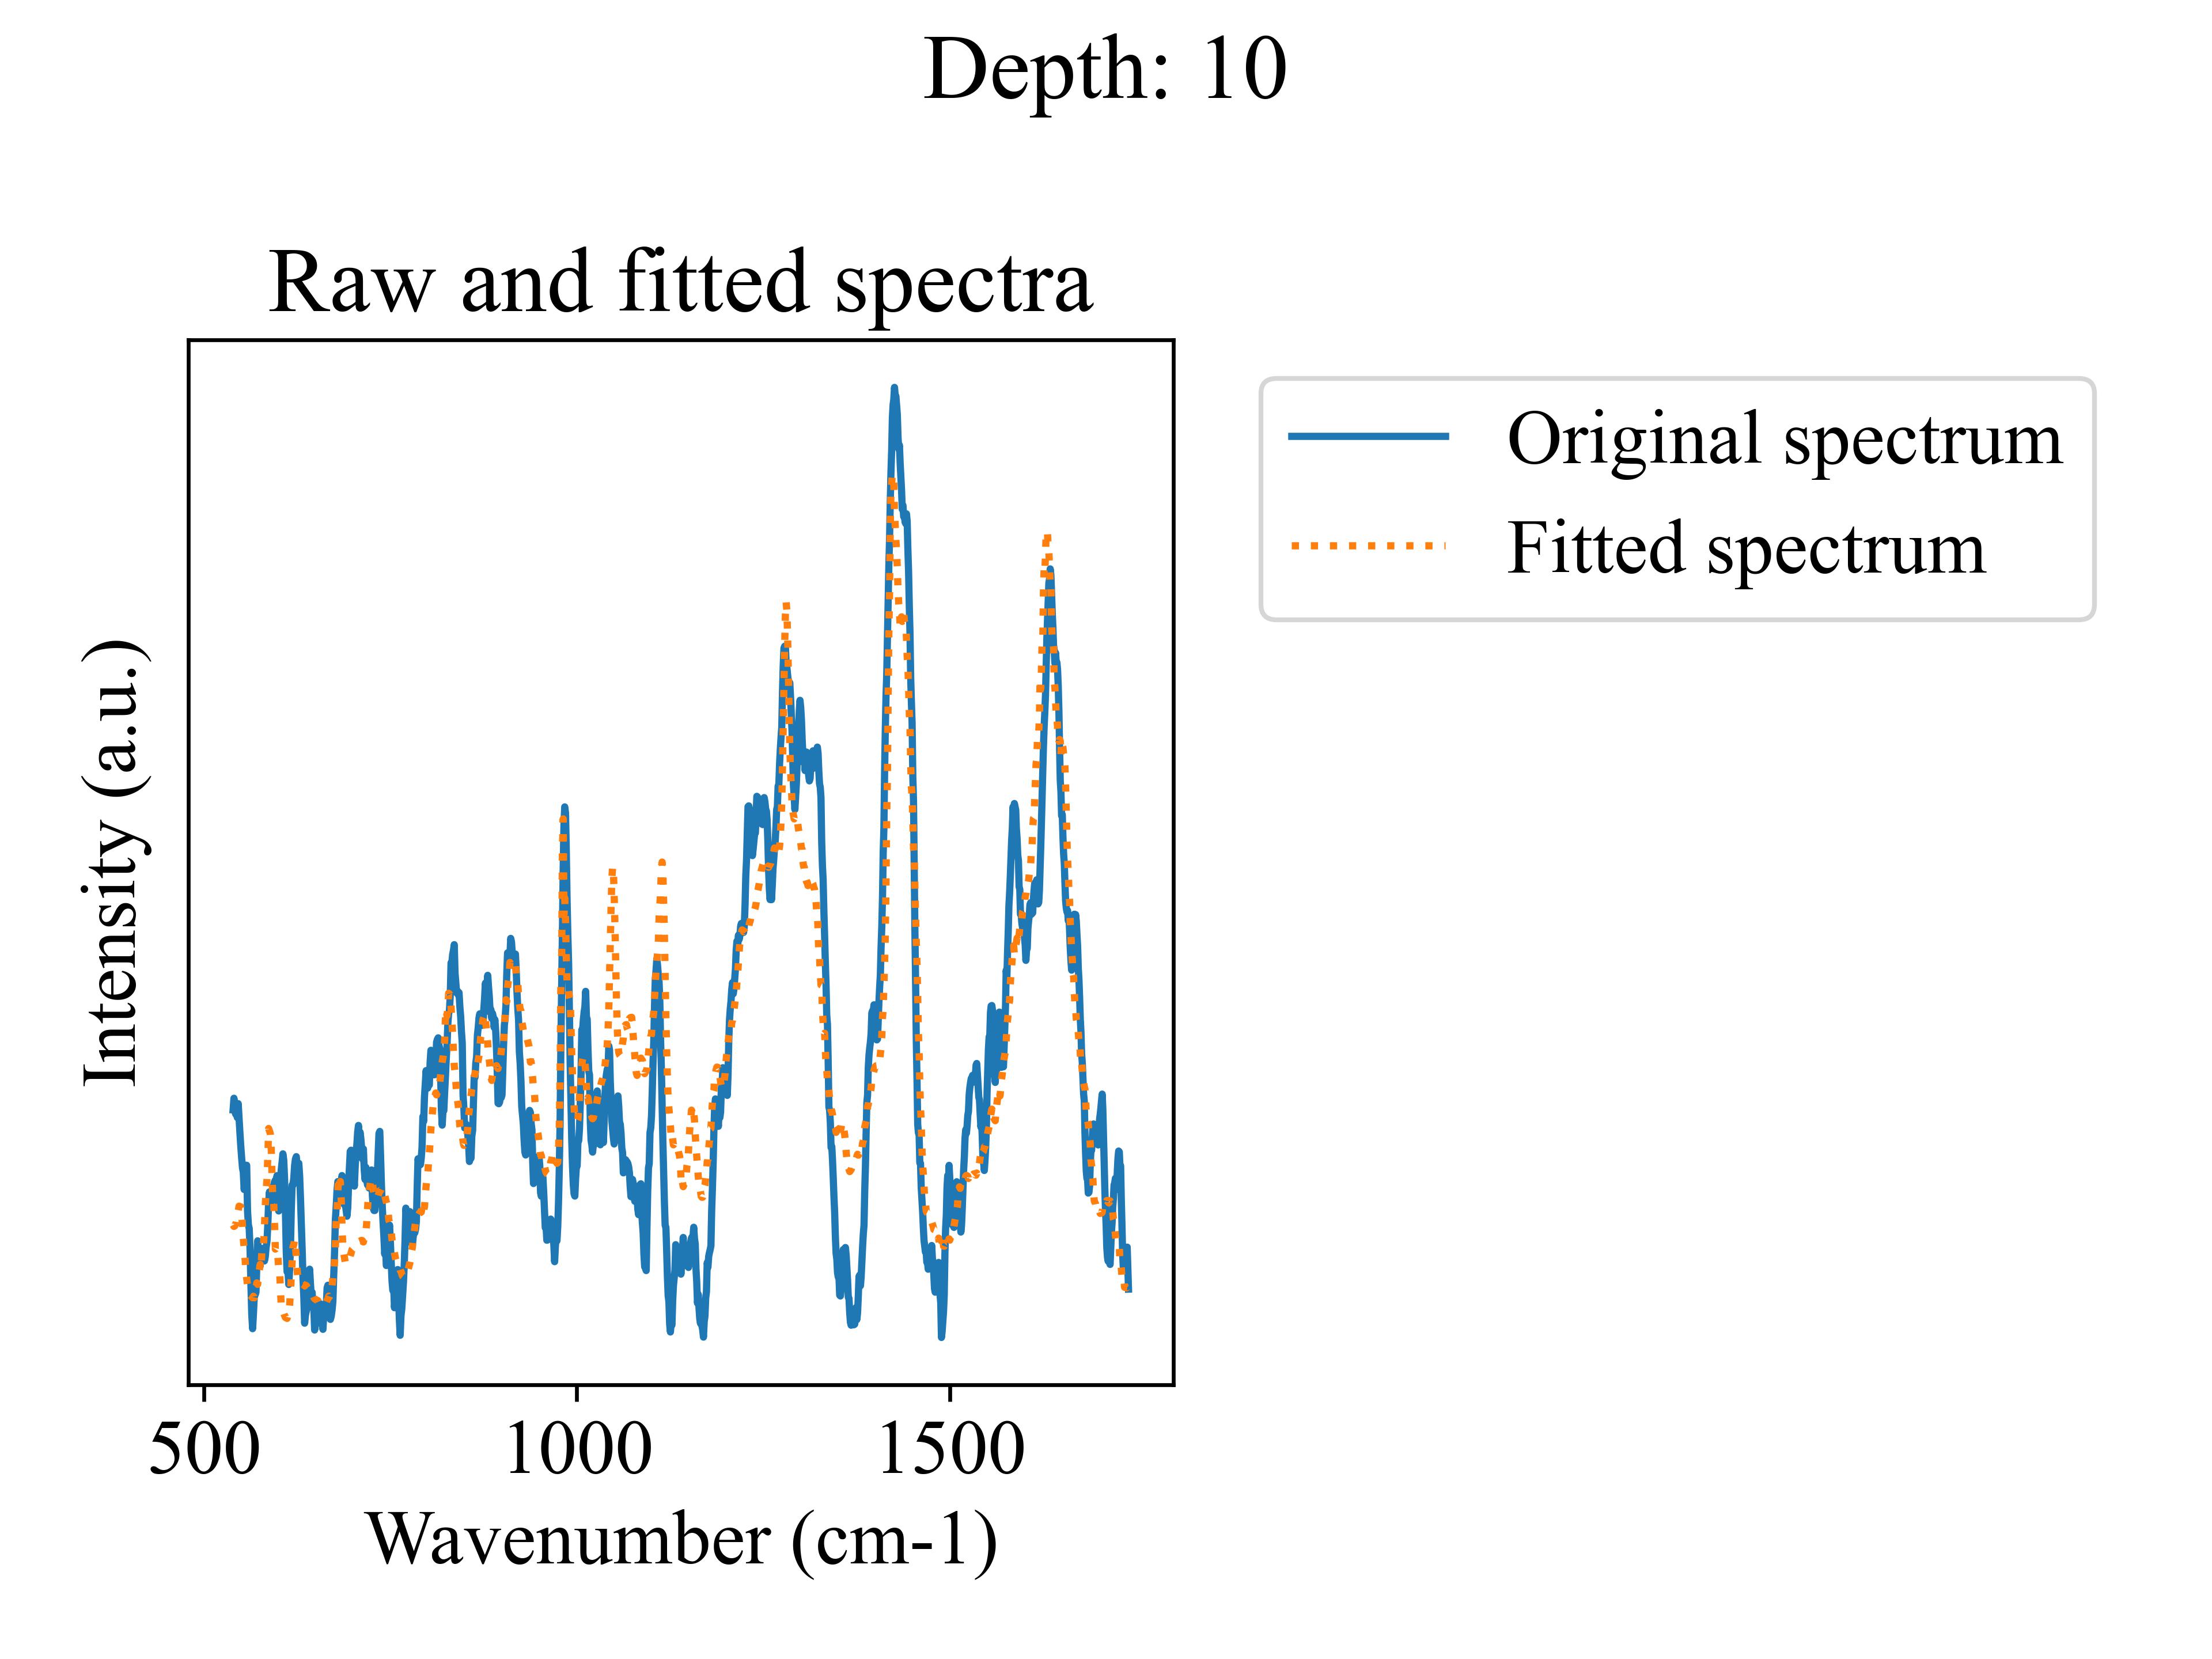 Depth: 10
Raw and fitted spectra
Original spectrum
Fitted spectrum
Intensity (a.u.)
500 1000 1500
Wavenumber (cm-1)